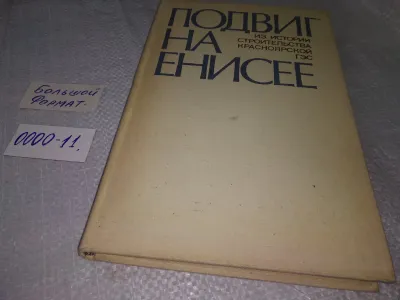 ПОДВИГ
НА
ЕНИСЕЕ
ИЗ ИСТОРИИ
СТРОИТЕЛЬСТВА
КРАСНОЯРСКОЙ
ГЭС
БОЛЬШОЙ
ФОРМАТ.
0000-11.